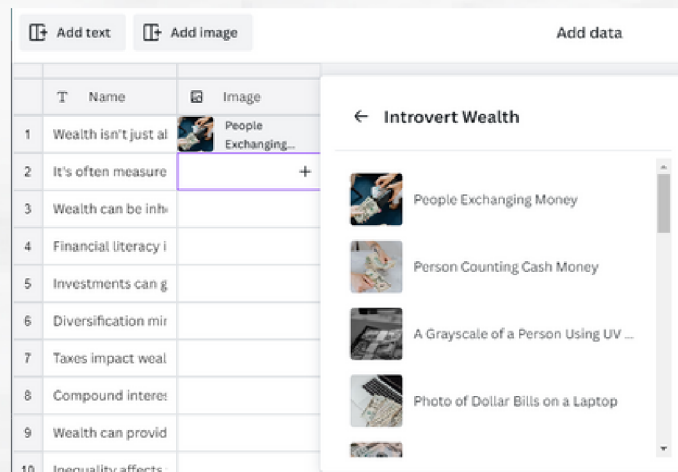 Add text
Add image
Add data
Name
Image
1 Wealth isn't just al
People
Exchanging...
2 It's often measure
+
3 Wealth can be inh
4 Financial literacy i
5 Investments can g
6 Diversification mi
7 Taxes impact weal
8 Compound interes
9 Wealth can provid
10 Inequality affects
← Introvert Wealth
People Exchanging Money
Person Counting Cash Money
A Grayscale of a Person Using UV ...
Photo of Dollar Bills on a Laptop